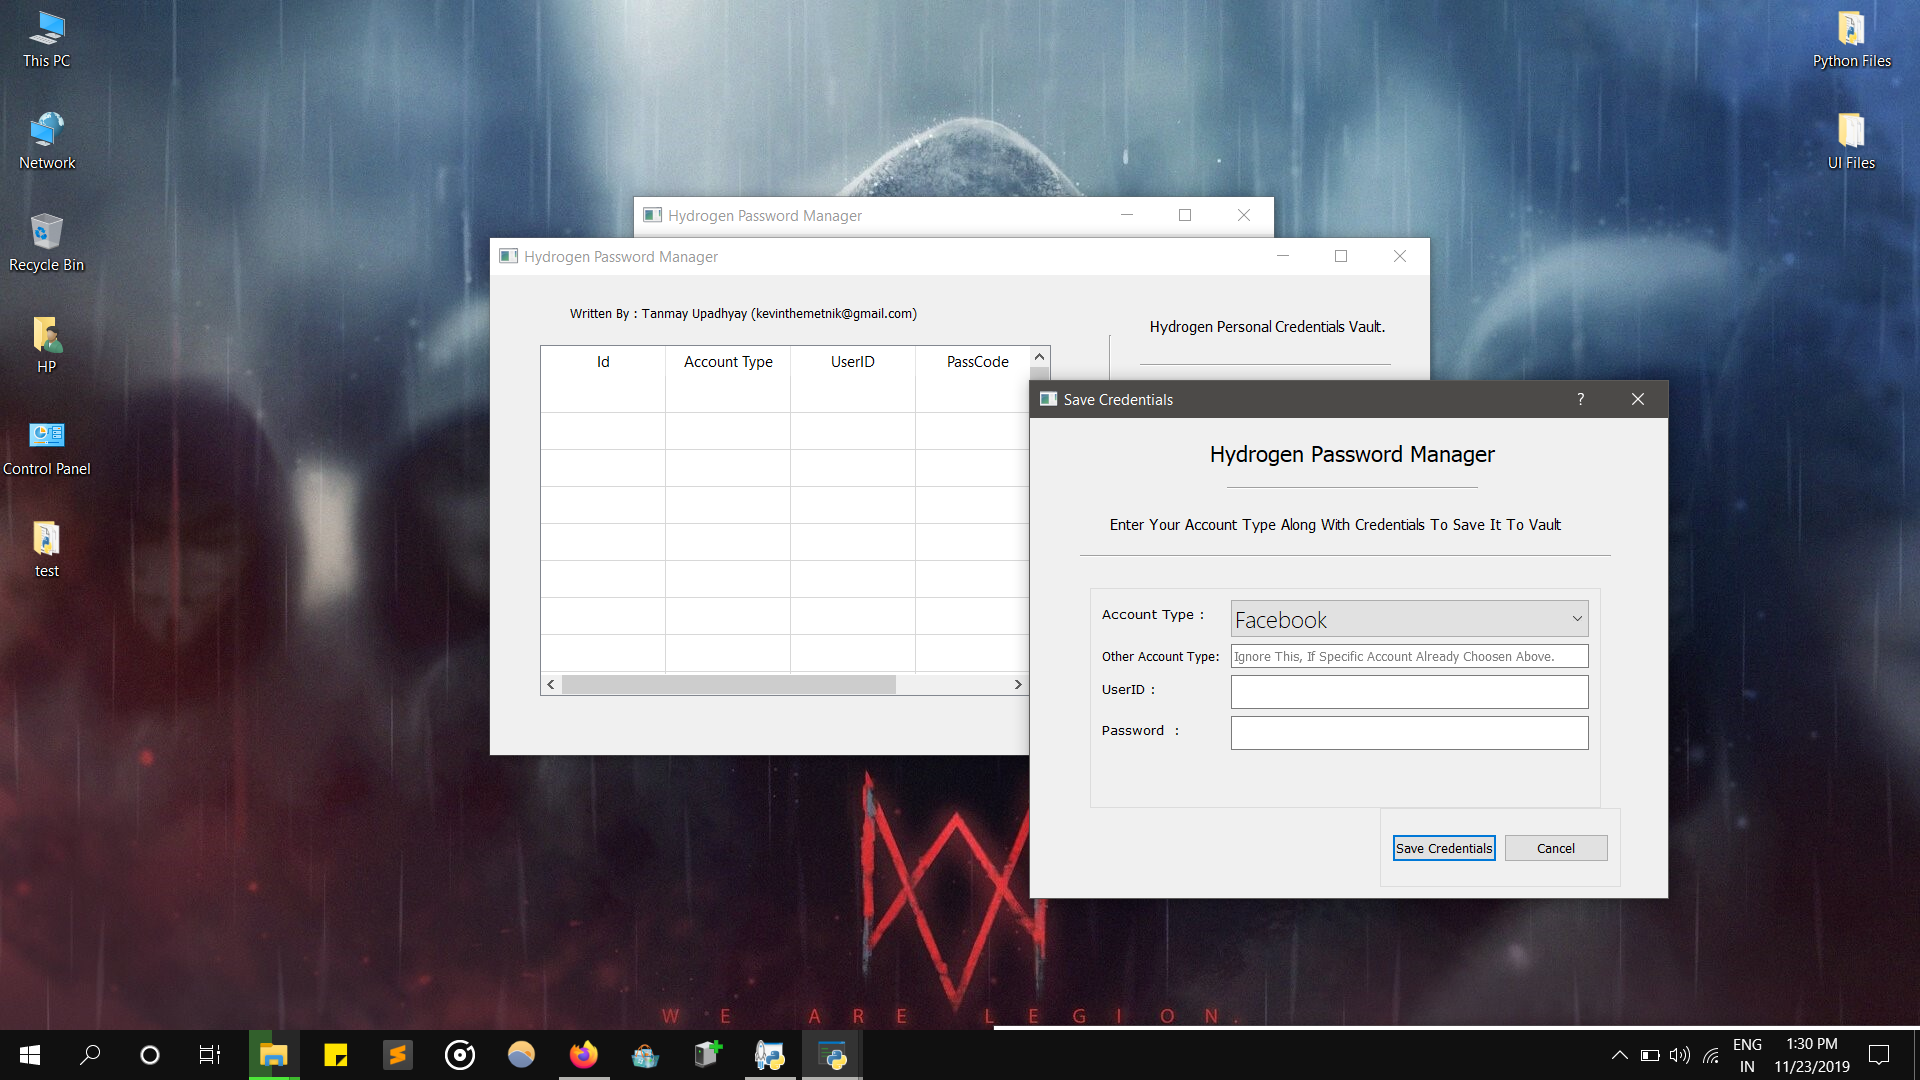 This PC
Network
Recycle Bin
HP
Control Panel
test
Python Files
UI Files
Hydrogen Password Manager
Hydrogen Password Manager
Written By : Tanmay Upadhyay (kevinthemetnik@gmail.com)
Hydrogen Personal Credentials Vault.
Id Account Type UserID PassCode
Save Credentials ?
Hydrogen Password Manager
Enter Your Account Type Along With Credentials To Save It To Vault
Account Type : Facebook
Other Account Type: Ignore This, If Specific Account Already Choosen Above.
UserID :
Password :
Save Credentials Cancel
WE ARE LEGION.
ENG
IN
1:30 PM
11/23/2019